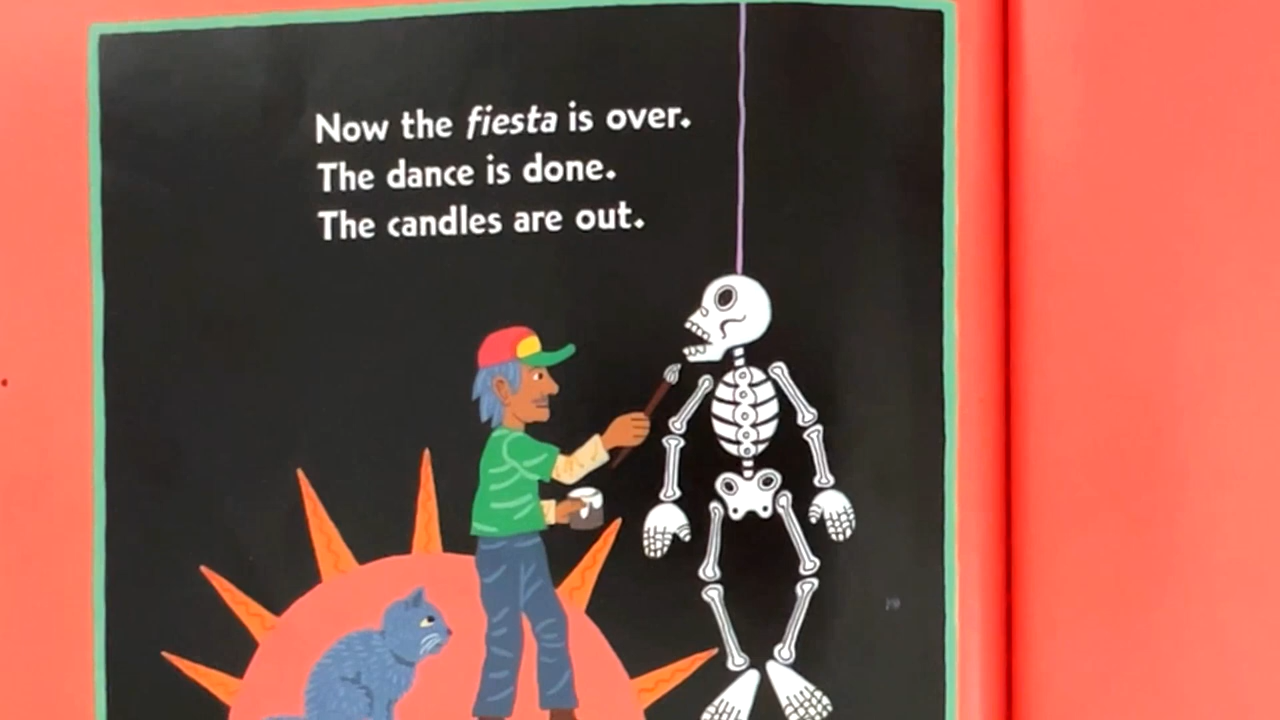 Now the fiesta is over.
The dance is done.
The candles are out.